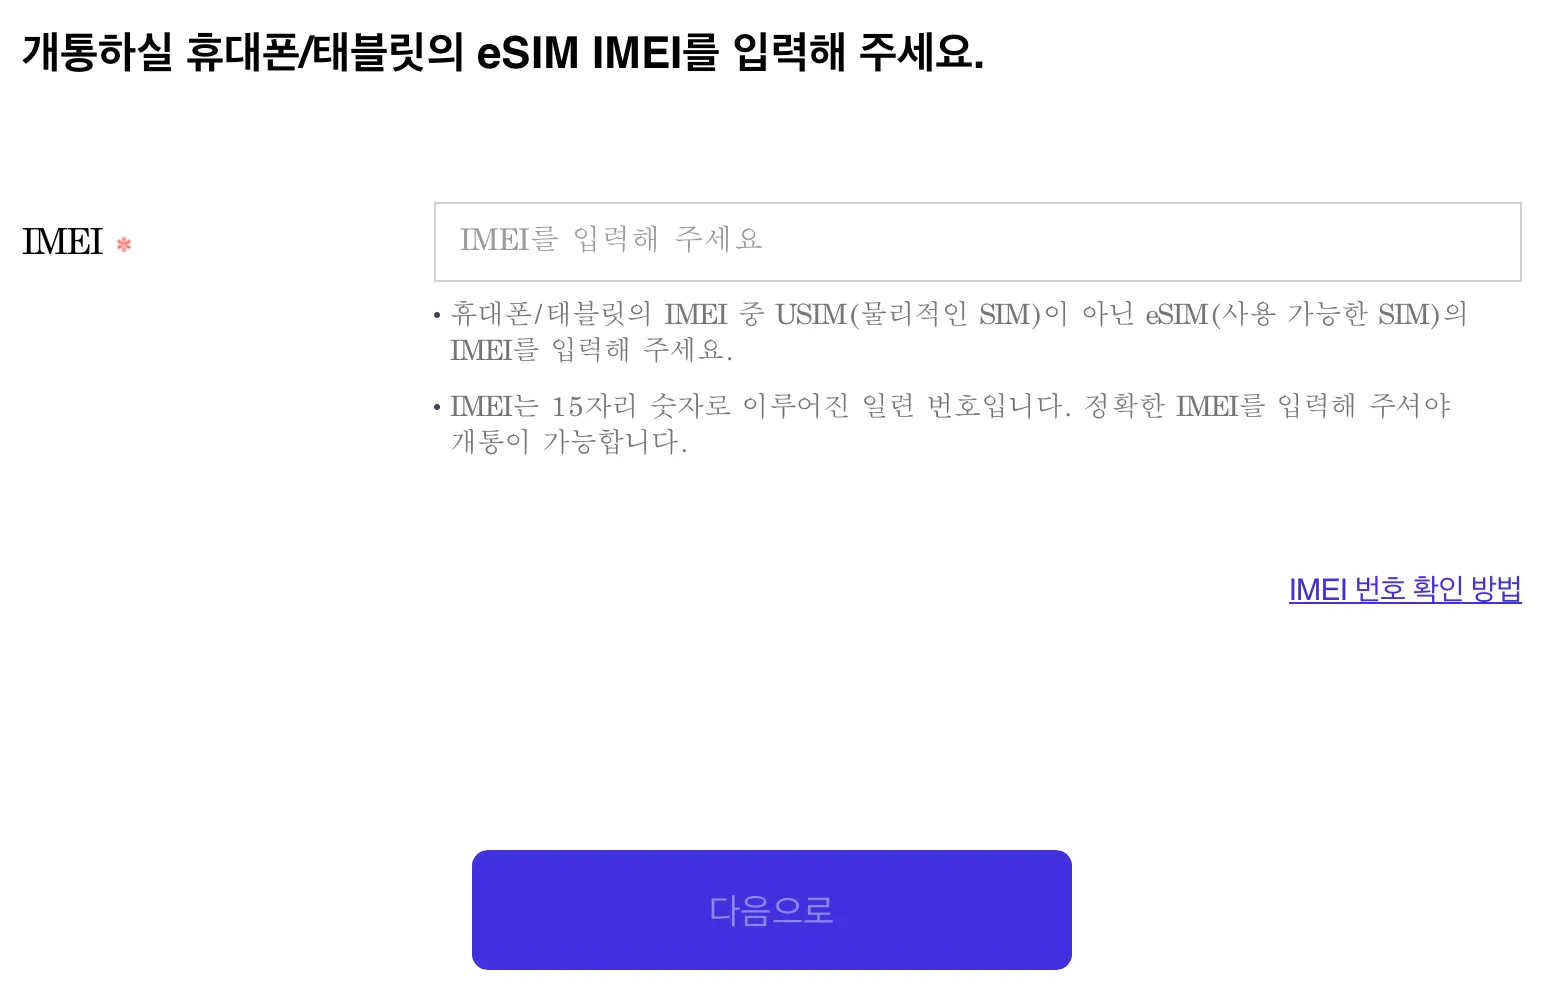 개통하실 휴대폰/태블릿의 eSIM IMEI를 입력해 주세요.
IMEI *
IMEI를 입력해 주세요
• 휴대폰/태블릿의 IMEI 중 USIM(물리적인 SIM)이 아닌 eSIM(사용 가능한 SIM)의
IMEI를 입력해 주세요.
• IMEI는 15자리 숫자로 이루어진 일련 번호입니다. 정확한 IMEI를 입력해 주셔야
개통이 가능합니다.
IMEI 번호 확인 방법
다음으로